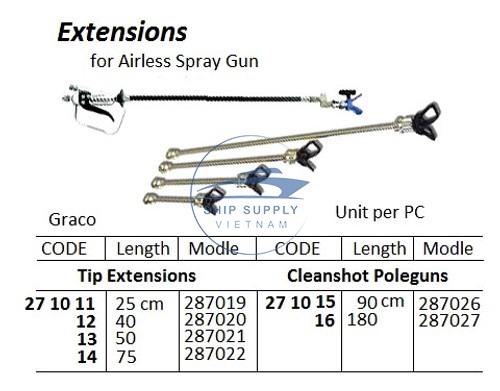 Extensions
for Airless Spray Gun
SHIP SUPPLY
VIETNAM
Graco
Unit per PC
CODE Length Modle CODE Length Modle
Tip Extensions Cleanshot Poleguns
27 10 11 25 cm 287019 27 10 15 90 cm 287026
12 40 287020 16 180 287027
13 50 287021
14 75 287022